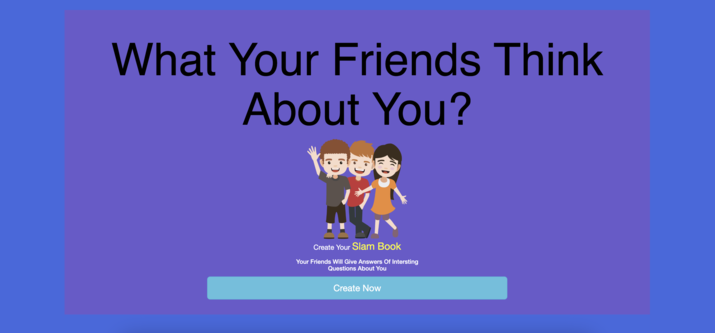 What Your Friends Think
About You?
Create Your Slam Book
Your Friends Will Give Answers Of Intersting
Questions About You
Create Now